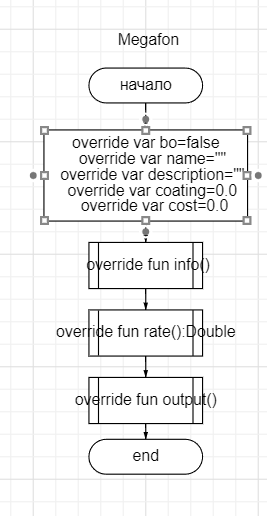 Megafon
начало
override var bo=false
override var name=""
override var description=""
override var coating=0.0
override var cost=0.0
override fun info()
override fun rate():Double
override fun output()
end